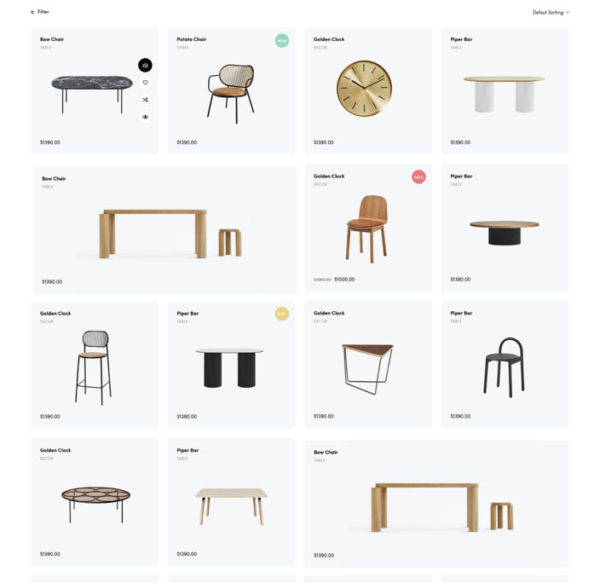 Filter
Defaut Sorting
Bow Chair
TABLE
$1390.00
Potato Chair
CHAIR
NEW
$1390.00
Golden Clock
DECOR
$1390.00
Piper Bar
TABLE
$1390.00
Bow Chair
TABLE
$1390.00
Golden Clock
DECOR
SALE
$1390.00 $1000.00
Piper Bar
TABLE
$1390.00
Golden Clock
DECOR
$1390.00
Piper Bar
TABLE
$1390.00
Golden Clock
DECOR
$1390.00
Piper Bar
TABLE
$1390.00
Golden Clock
DECOR
$1390.00
Piper Bar
TABLE
$1390.00
Bow Chair
TABLE
$1390.00